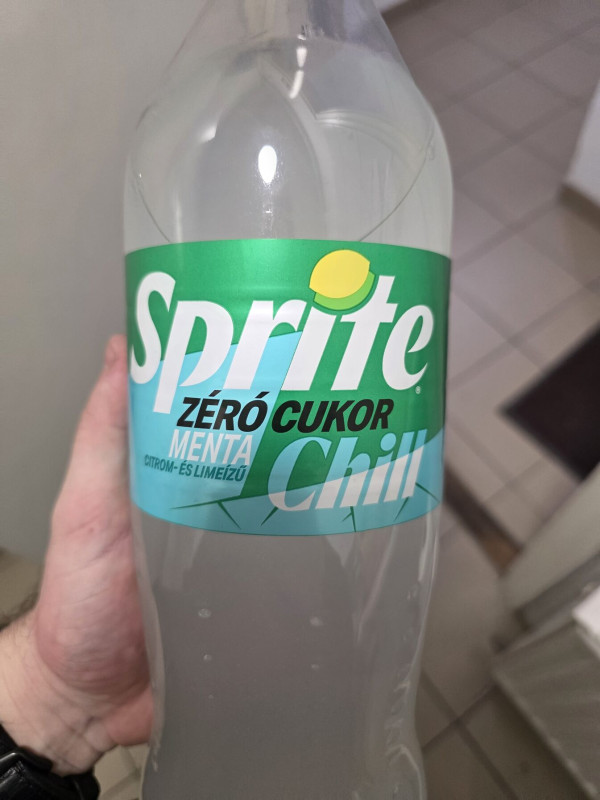 Sprite
ZÉRÓ CUKOR
MENTA
CITROM- ÉS LIMEÍZŰ
Chill